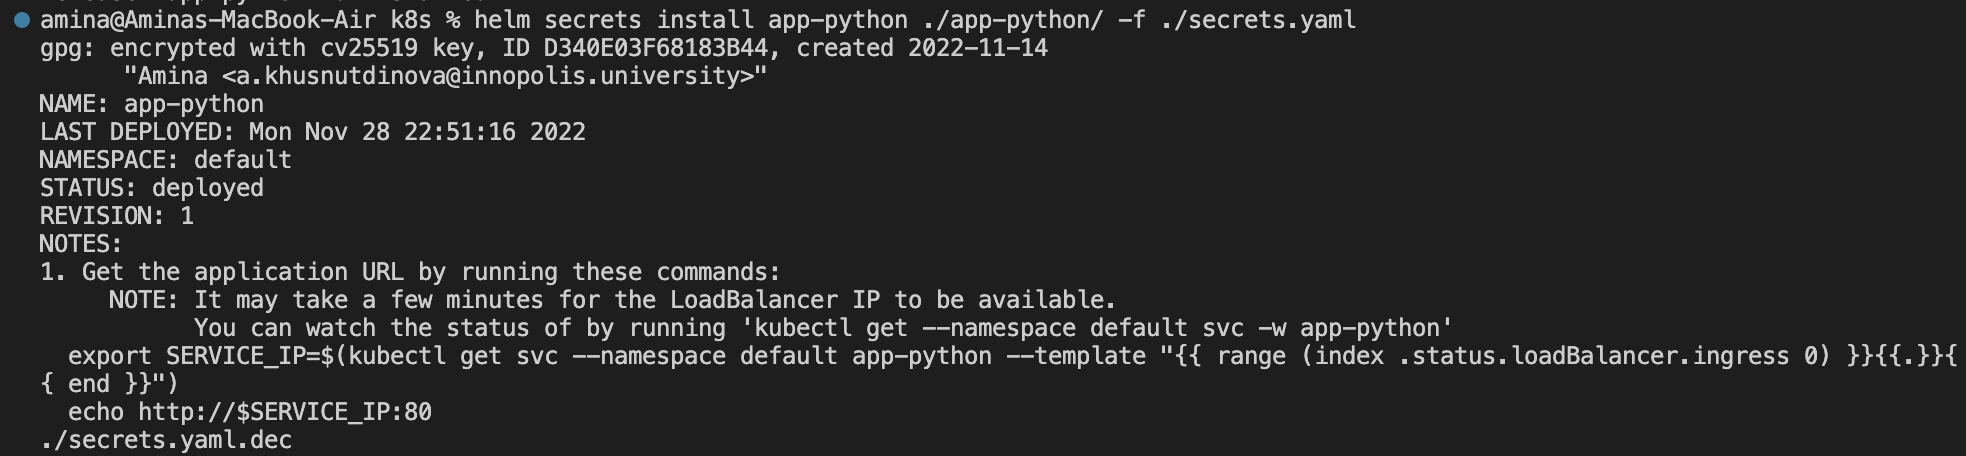 amina@Aminas-MacBook-Air k8s % helm secrets install app-python ./app-python/ -f ./secrets.yaml
gpg: encrypted with cv25519 key, ID D340E03F68183B44, created 2022-11-14
      "Amina <a.khusnutdinova@innopolis.university>"
NAME: app-python
LAST DEPLOYED: Mon Nov 28 22:51:16 2022
NAMESPACE: default
STATUS: deployed
REVISION: 1
NOTES:
1. Get the application URL by running these commands:
     NOTE: It may take a few minutes for the LoadBalancer IP to be available.
           You can watch the status of by running 'kubectl get --namespace default svc -w app-python'
  export SERVICE_IP=$(kubectl get svc --namespace default app-python --template "{{ range (index .status.loadBalancer.ingress 0) }}{{.}}{
{ end }}")
  echo http://$SERVICE_IP:80
./secrets.yaml.dec